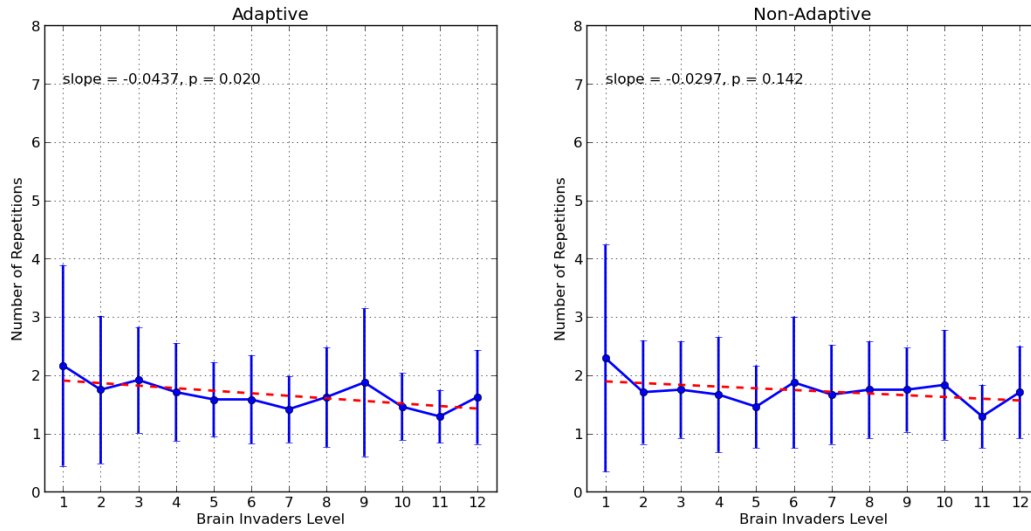 Adaptive
8
7
6
5
4
3
2
1
0
slope = -0.0437, p = 0.020
Number of Repetitions
1 2 3 4 5 6 7 8 9 10 11 12
Brain Invaders Level
Non-Adaptive
8
7
6
5
4
3
2
1
0
slope = -0.0297, p = 0.142
Number of Repetitions
1 2 3 4 5 6 7 8 9 10 11 12
Brain Invaders Level